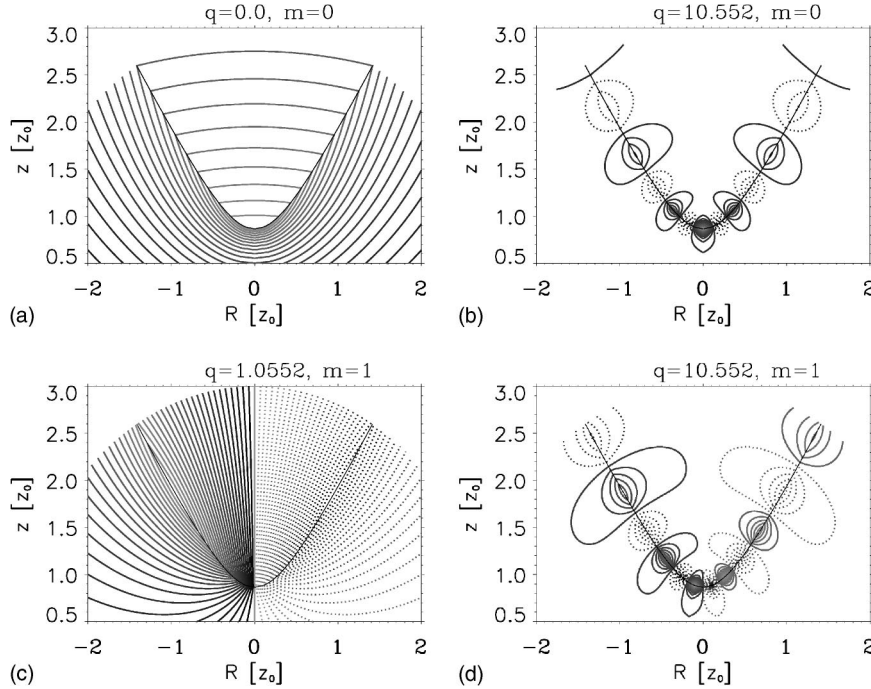 q=0.0, m=0
3.0
2.5
2.0
1.5
1.0
0.5
z [z₀]
−2 −1 0 1 2
R [z₀]
(a)
q=10.552, m=0
3.0
2.5
2.0
1.5
1.0
0.5
z [z₀]
−2 −1 0 1 2
R [z₀]
(b)
q=1.0552, m=1
3.0
2.5
2.0
1.5
1.0
0.5
z [z₀]
−2 −1 0 1 2
R [z₀]
(c)
q=10.552, m=1
3.0
2.5
2.0
1.5
1.0
0.5
z [z₀]
−2 −1 0 1 2
R [z₀]
(d)